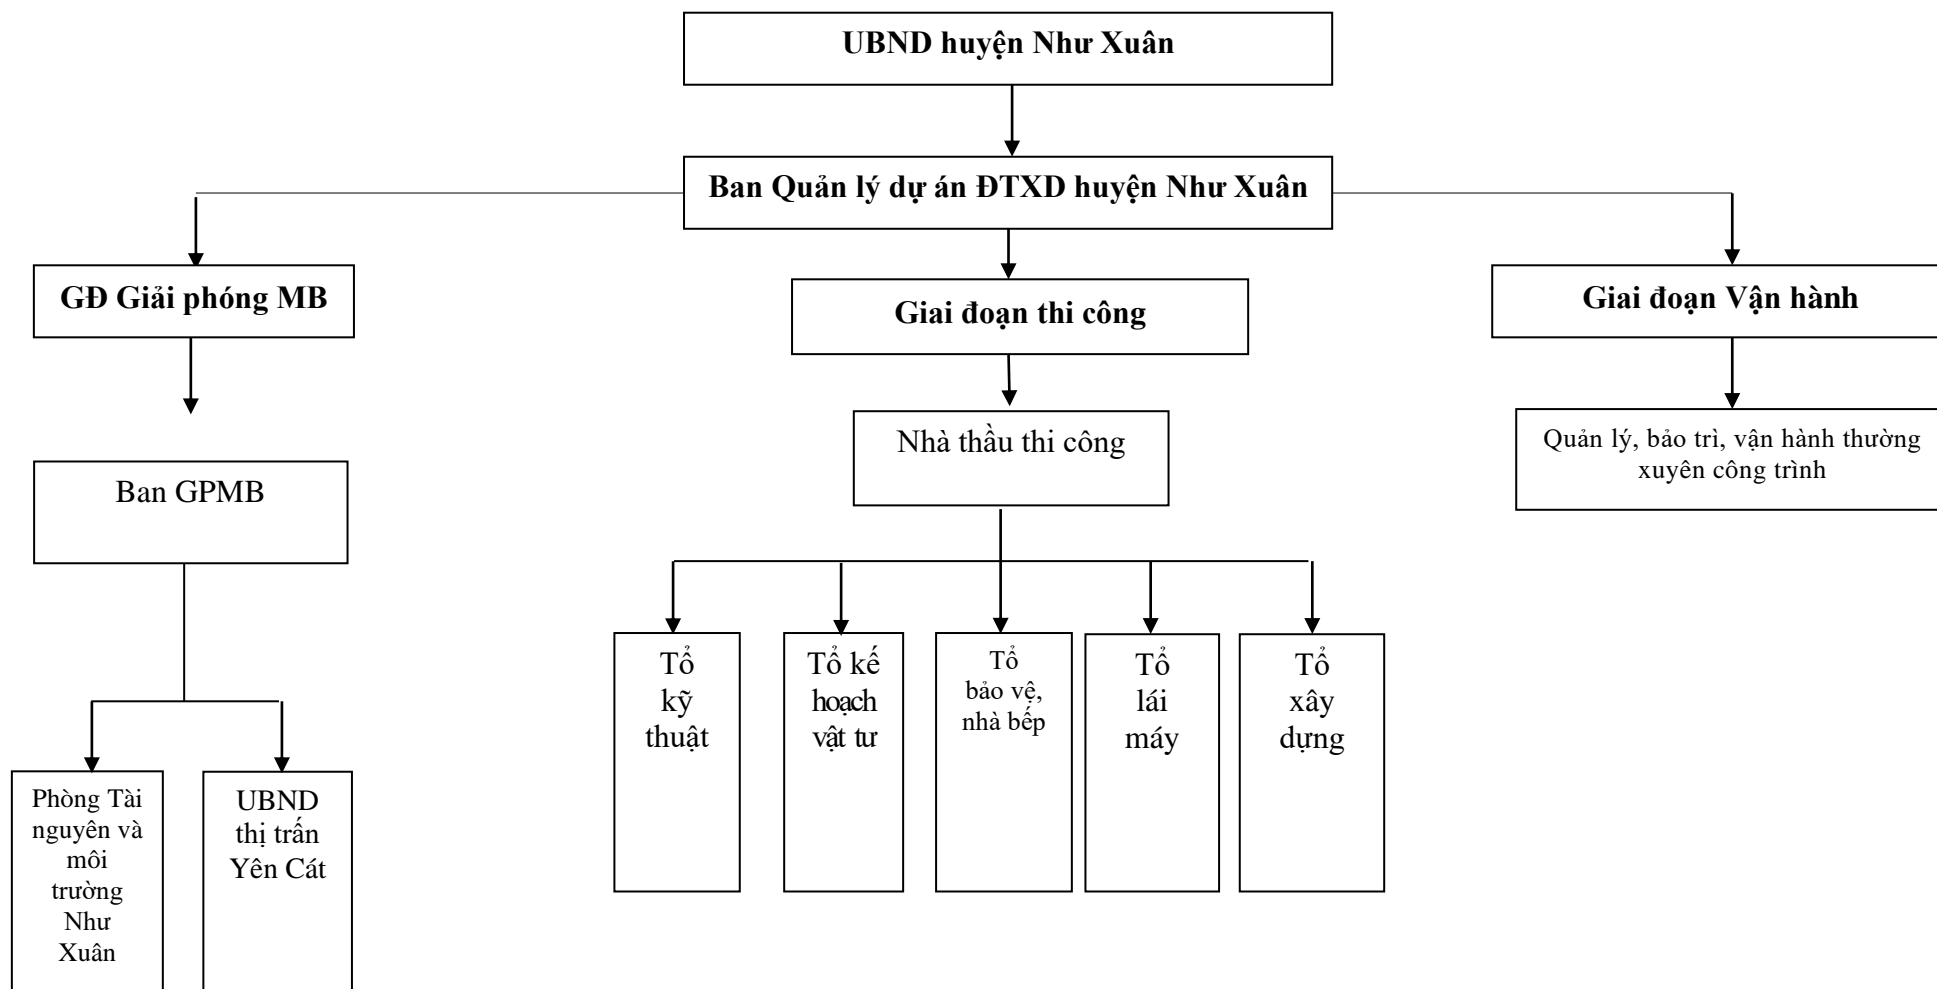 UBND huyện Như Xuân
Ban Quản lý dự án ĐTXD huyện Như Xuân
GĐ Giải phóng MB
Giai đoạn thi công
Giai đoạn Vận hành
Ban GPMB
Nhà thầu thi công
Quản lý, bảo trì, vận hành thường
xuyên công trình
Tổ
kỹ
thuật
Tổ kế
hoạch
vật tư
Tổ
bảo vệ,
nhà bếp
Tổ
lái
máy
Tổ
xây
dựng
Phòng Tài
nguyên và
môi
trường
Như
Xuân
UBND
thị trấn
Yên Cát